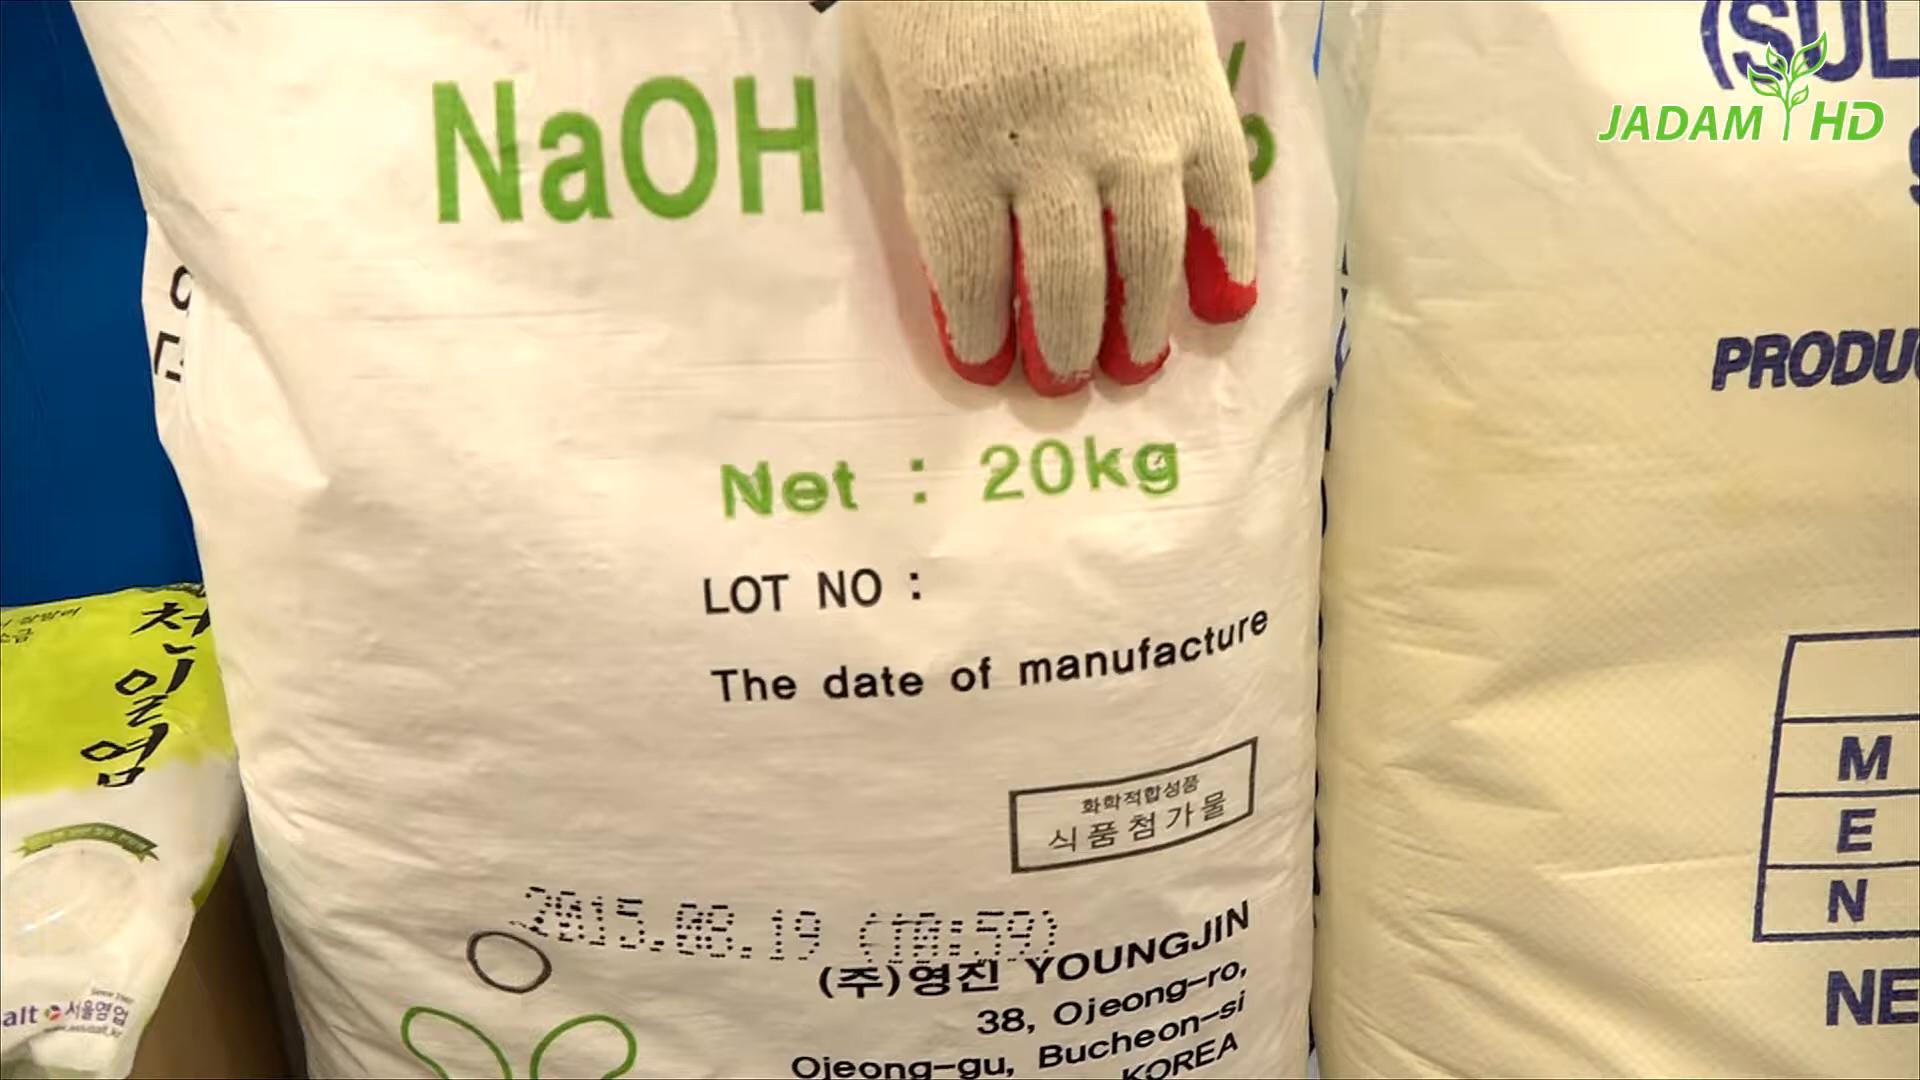 NaOH
(SUL
JADAM HD
PRODU
Net : 20kg
LOT NO :
The date of manufacture
천일염
화학적합성품
식품첨가물
M
E
N
2015.08.19
(주)영진 YOUNGJIN
38, Ojeong-ro,
Ojeong-gu, Bucheon-si
KOREA
NE
alt 서울염업